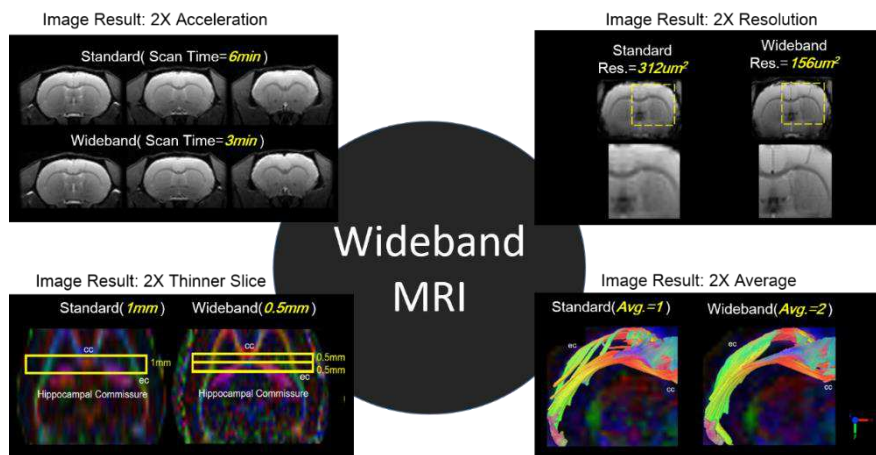 Image Result: 2X Acceleration
Standard( Scan Time=6min )
Wideband( Scan Time=3min )
Image Result: 2X Resolution
Standard
Res.=312um²
Wideband
Res.=156um²
Wideband
MRI
Image Result: 2X Thinner Slice
Standard(1mm)
Wideband(0.5mm)
cc
1mm
ec
Hippocampal Commissure
cc
0.5mm
0.5mm
ec
Hippocampal Commissure
Image Result: 2X Average
Standard(Avg.=1)
Wideband(Avg.=2)
ec
cc
ec
cc